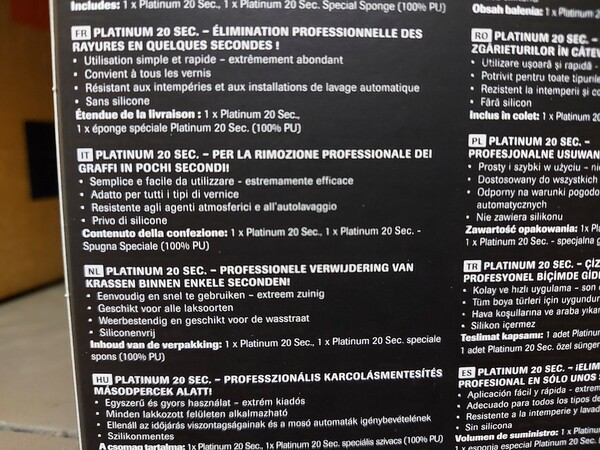 Includes: 1 x Platinum 20 Sec., 1 x Platinum 20 Sec. Special Sponge (100% PU)
FR PLATINUM 20 SEC. – ÉLIMINATION PROFESSIONNELLE DES
RAYURES EN QUELQUES SECONDES !
• Utilisation simple et rapide – extrêmement abondant
• Convient à tous les vernis
• Résistant aux intempéries et aux installations de lavage automatique
• Sans silicone
Étendue de la livraison : 1 x Platinum 20 Sec.,
1 x éponge spéciale Platinum 20 Sec. (100% PU)
IT PLATINUM 20 SEC. – PER LA RIMOZIONE PROFESSIONALE DEI
GRAFFI IN POCHI SECONDI!
• Semplice e facile da utilizzare - estremamente efficace
• Adatto per tutti i tipi di vernice
• Resistente agli agenti atmosferici e all'autolavaggio
• Privo di silicone
Contenuto della confezione: 1 x Platinum 20 Sec., 1 x Platinum 20 Sec. -
Spugna Speciale (100% PU)
NL PLATINUM 20 SEC. – PROFESSIONELE VERWIJDERING VAN
KRASSEN BINNEN ENKELE SECONDEN!
• Eenvoudig en snel te gebruiken – extreem zuinig
• Geschikt voor alle laksoorten
• Weerbestendig en geschikt voor de wasstraat
• Siliconenvrij
Inhoud van de verpakking: 1 x Platinum 20 Sec., 1 x Platinum 20 Sec. speciale
spons (100% PU)
HU PLATINUM 20 SEC. – PROFESSZIONÁLIS KARCOLÁSMENTESÍTÉS
MÁSODPERCEK ALATT!
• Egyszerű és gyors használat – extrém kiadós
• Minden lakkozott felületen alkalmazható
• Ellenáll az időjárás viszontagságainak és a mosó automaták igénybevételének
• Szilikonmentes
A csomag tartalma: 1x Platinum 20 Sec., 1x Platinum 20 Sec. speciális szivacs (100% PU)
Obsah balenia: 1 x Platinum 2
RO PLATINUM 20 SEC. –
ZGÂRIETURILOR ÎN CÂTEV
• Utilizare ușoară și rapidă -
• Potrivit pentru toate tipurile
• Rezistent la intemperii și co
• Fără silicon
Inclus în colet: 1 x Platinum 20
PL PLATINUM 20 SEC. –
PROFESJONALNE USUWAN
• Prosty i szybki w użyciu – ni
• Dostosowany do wszystkich
• Odporny na warunki pogodo
automatycznych
• Nie zawiera silikonu
Zawartość opakowania: 1x Pl
1 x Platinum 20 Sec. - specjalna g
TR PLATINUM 20 SEC. – ÇİZ
PROFESYONEL BİÇİMDE GİDE
• Kolay ve hızlı uygulama - son
• Tüm boya türleri için uygundur
• Hava koşullarına ve araba yıkam
• Silikon içermez
Teslimat kapsamı: 1 adet Platinum
1 adet Platinum 20 Sec. özel sünger
ES PLATINUM 20 SEC. – ¡ELIM
PROFESIONAL EN SÓLO UNOS S
• Aplicación fácil y rápida – extrem
• Adecuado para todos los tipos de
• Resistente a la intemperie y lavado
• Sin silicona
Volumen de suministro: 1 x Platinum
1 x esponja especial Platinum 20 Sec. (1